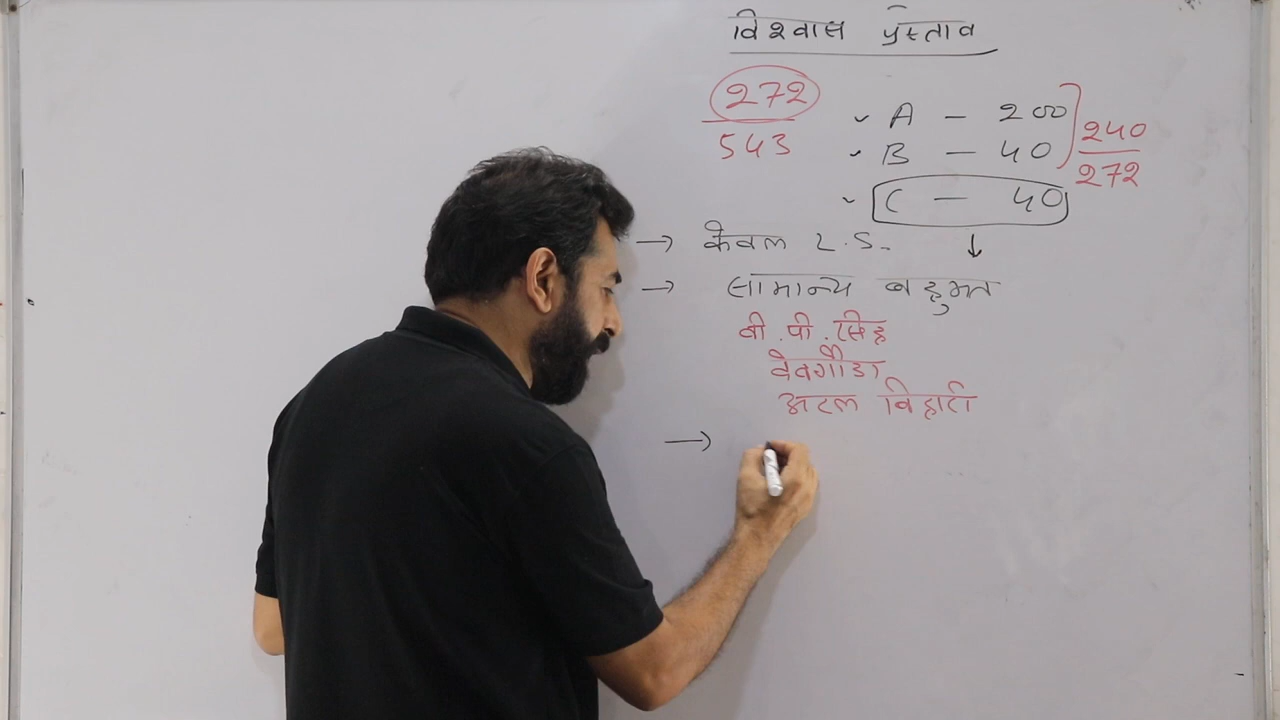 विश्वास प्रस्ताव
272
543
A - 200
B - 40
C - 40
240
272
→ केवल L.S.
↓
→ सामान्य बहुमत
वी.पी.सिंह
देवगौडा
अटल विहारी
→